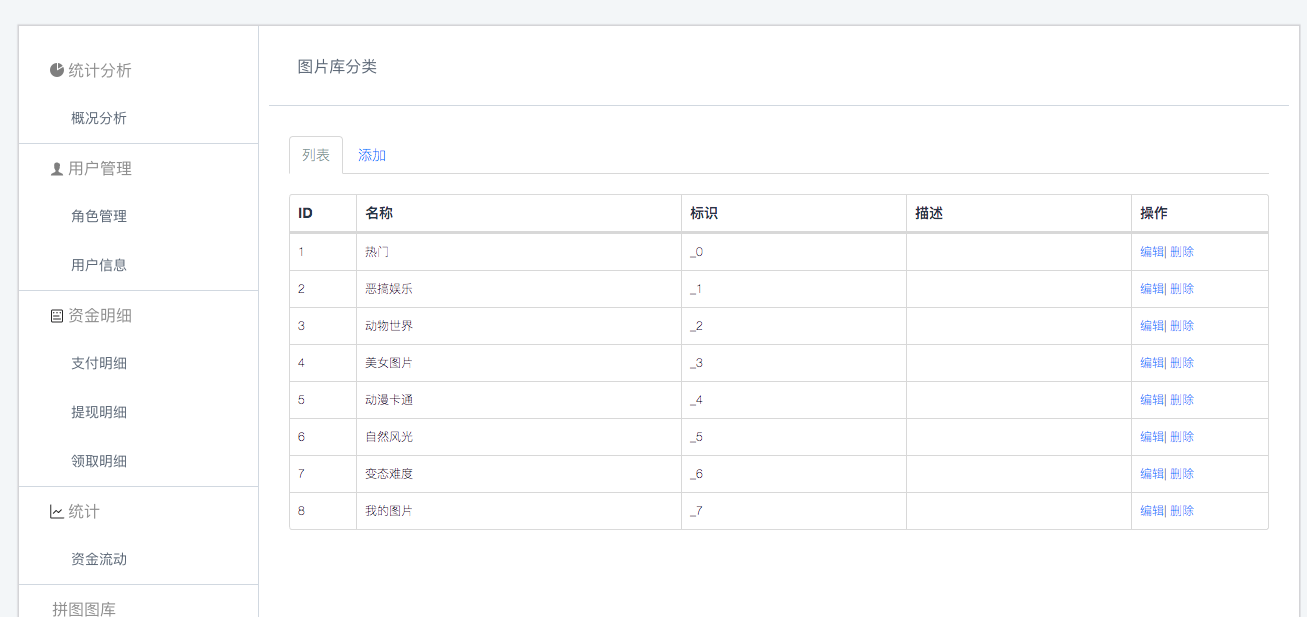 统计分析
概况分析
用户管理
角色管理
用户信息
资金明细
支付明细
提现明细
领取明细
统计
资金流动
拼图图库
图片库分类
列表 添加
ID 名称 标识 描述 操作
1 热门 _0 编辑| 删除
2 恶搞娱乐 _1 编辑| 删除
3 动物世界 _2 编辑| 删除
4 美女图片 _3 编辑| 删除
5 动漫卡通 _4 编辑| 删除
6 自然风光 _5 编辑| 删除
7 变态难度 _6 编辑| 删除
8 我的图片 _7 编辑| 删除